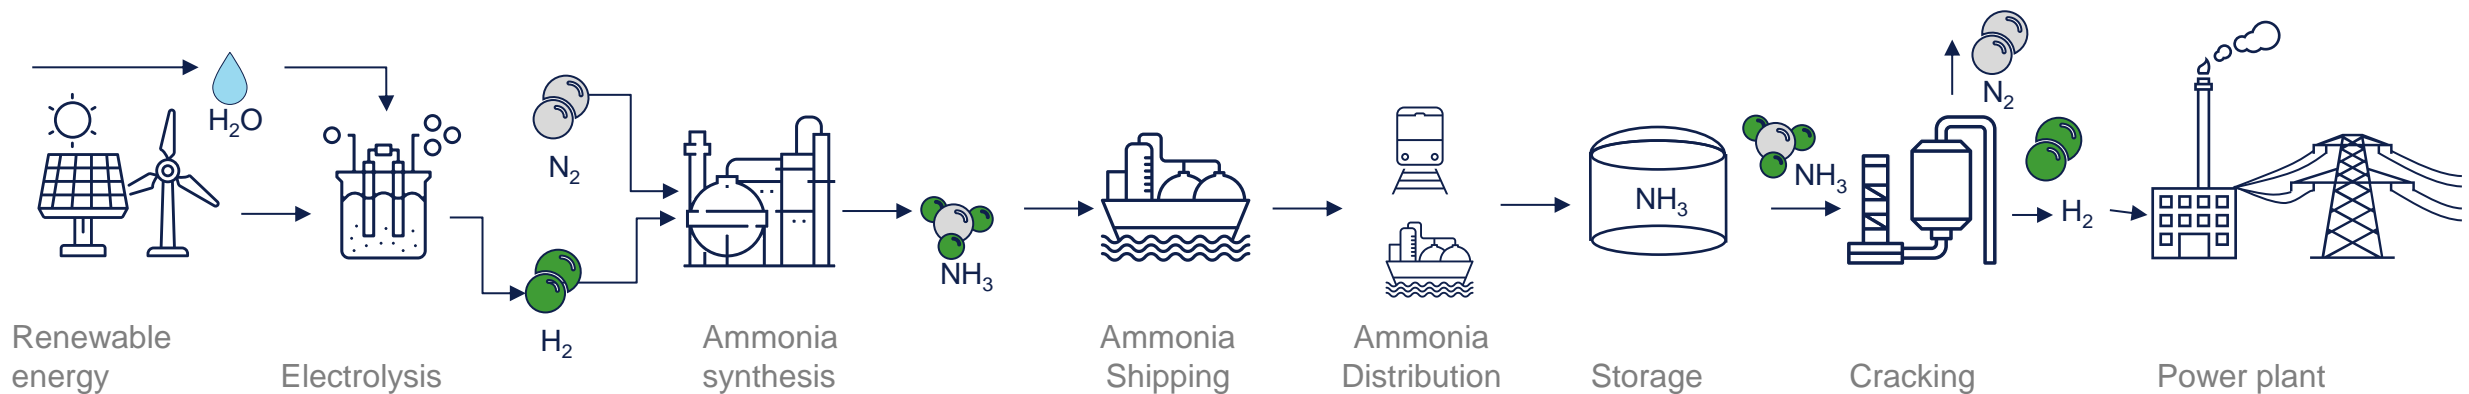 H₂O
N₂
H₂
NH₃
NH₃
NH₃
N₂
H₂
Renewable
energy
Electrolysis
Ammonia
synthesis
Ammonia
Shipping
Ammonia
Distribution
Storage
Cracking
Power plant